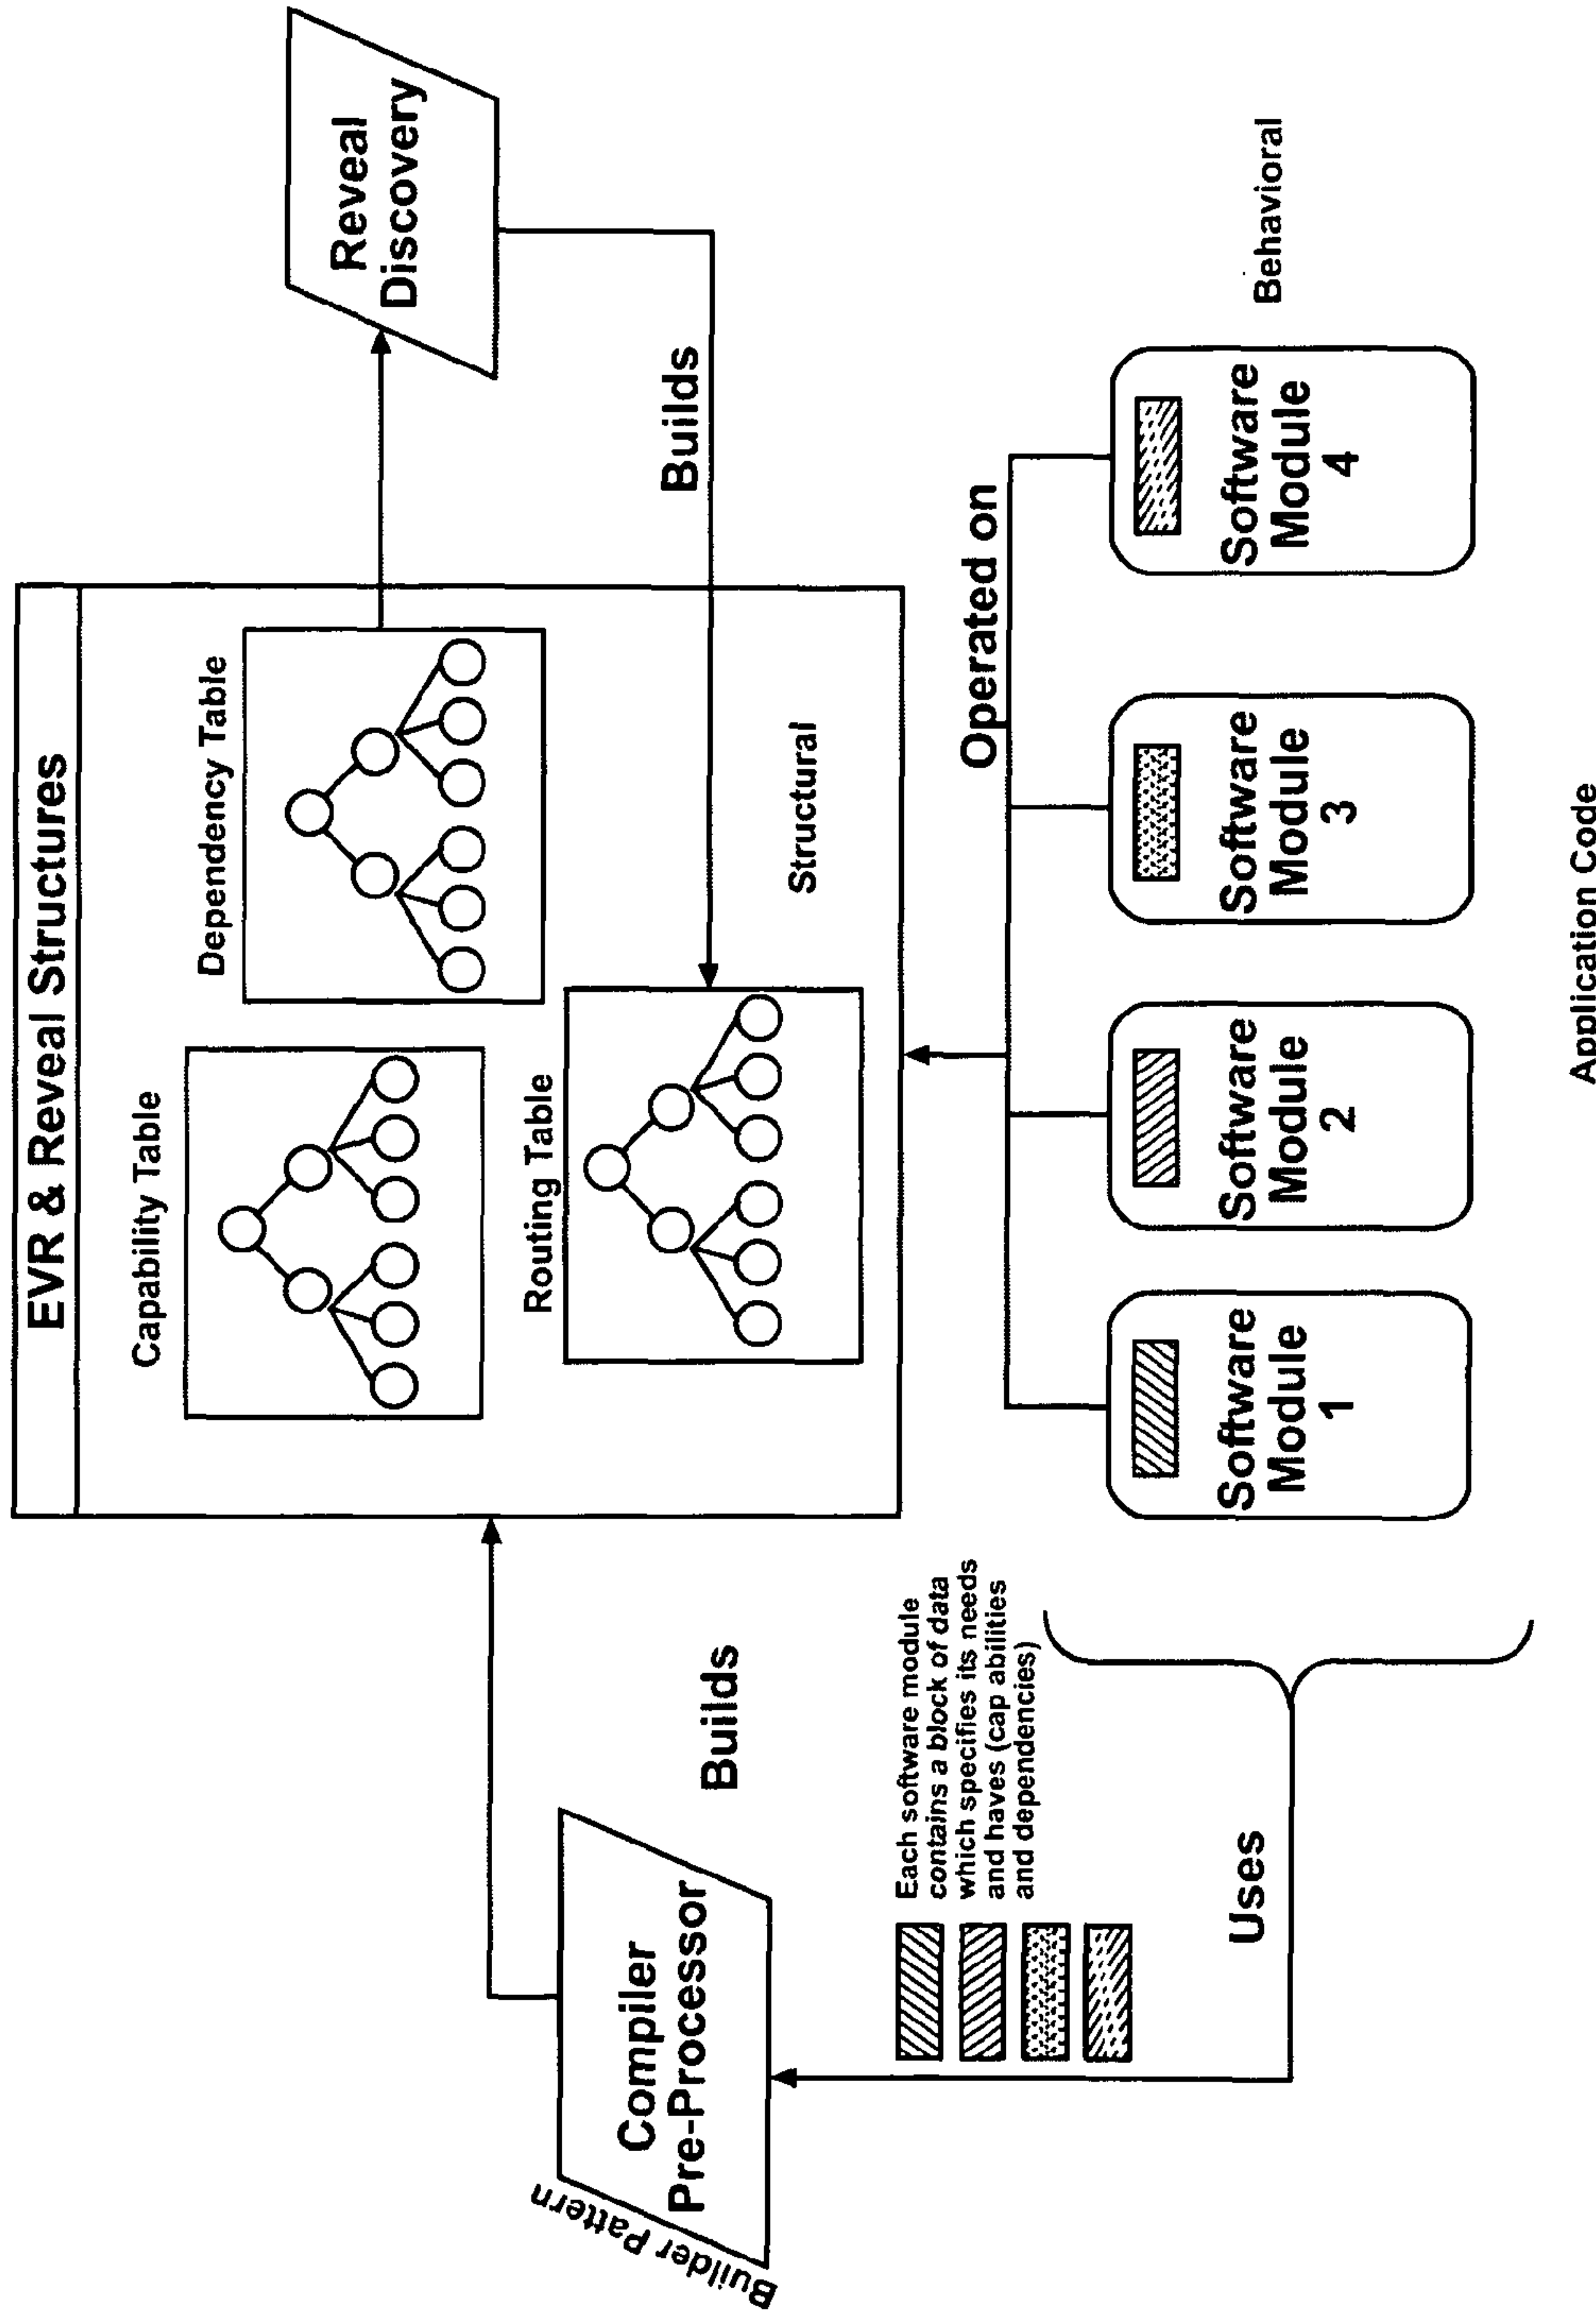 EVR & Reveal Structures
Capability Table
Dependency Table
Routing Table
Structural
Reveal
Discovery
Builds
Builder Pattern
Compiler
Pre-Processor
Builds
Each software module
contains a block of data
which specifies its needs
and haves (cap abilities
and dependencies)
Uses
Operated on
Software
Module
1
Software
Module
2
Software
Module
3
Software
Module
4
Behavioral
Application Code